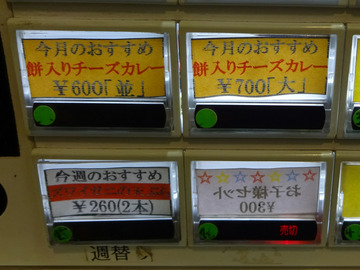 今月のおすすめ
餅入りチーズカレー
￥600「並」
今月のおすすめ
餅入りチーズカレー
￥700「大」
今週のおすすめ
￥260(2本)
お子様セット
￥300
売切
週替